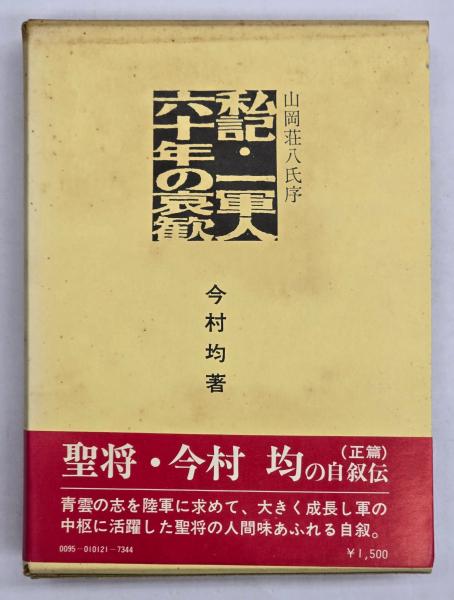 山岡荘八氏序
私記・一軍人
六十年の哀歓
今村均著
(正篇)
聖将・今村 均の自叙伝
青雲の志を陸軍に求めて、大きく成長し軍の
中枢に活躍した聖将の人間味あふれる自叙。
0095-010121-7344
￥1,500